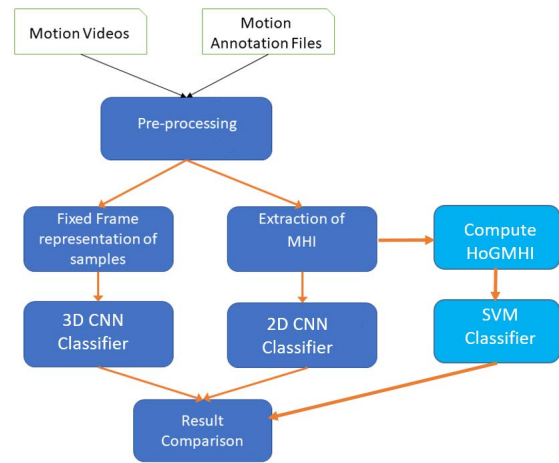 Motion Videos
Motion
Annotation Files
Pre-processing
Fixed Frame
representation of
samples
Extraction of
MHI
Compute
HoGMHI
3D CNN
Classifier
2D CNN
Classifier
SVM
Classifier
Result
Comparison